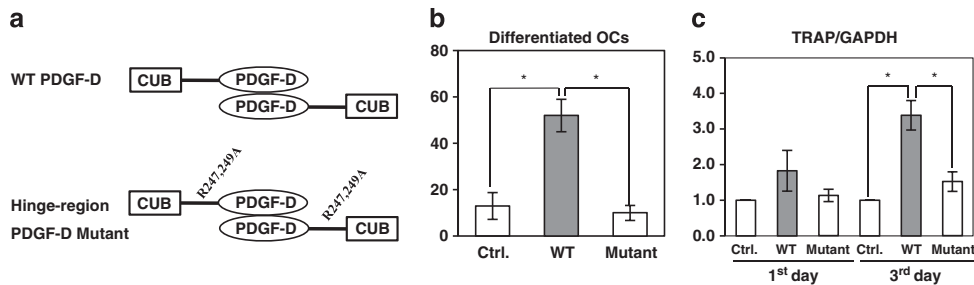 a
WT PDGF-D
CUB
PDGF-D
PDGF-D
CUB
R247,249A
R247,249A
Hinge-region
PDGF-D Mutant
CUB
PDGF-D
PDGF-D
CUB
b
Differentiated OCs
80
60
40
20
0
*
*
Ctrl.
WT
Mutant
c
TRAP/GAPDH
5.0
4.0
3.0
2.0
1.0
0.0
*
*
Ctrl.
WT
Mutant
Ctrl.
WT
Mutant
1st day
3rd day